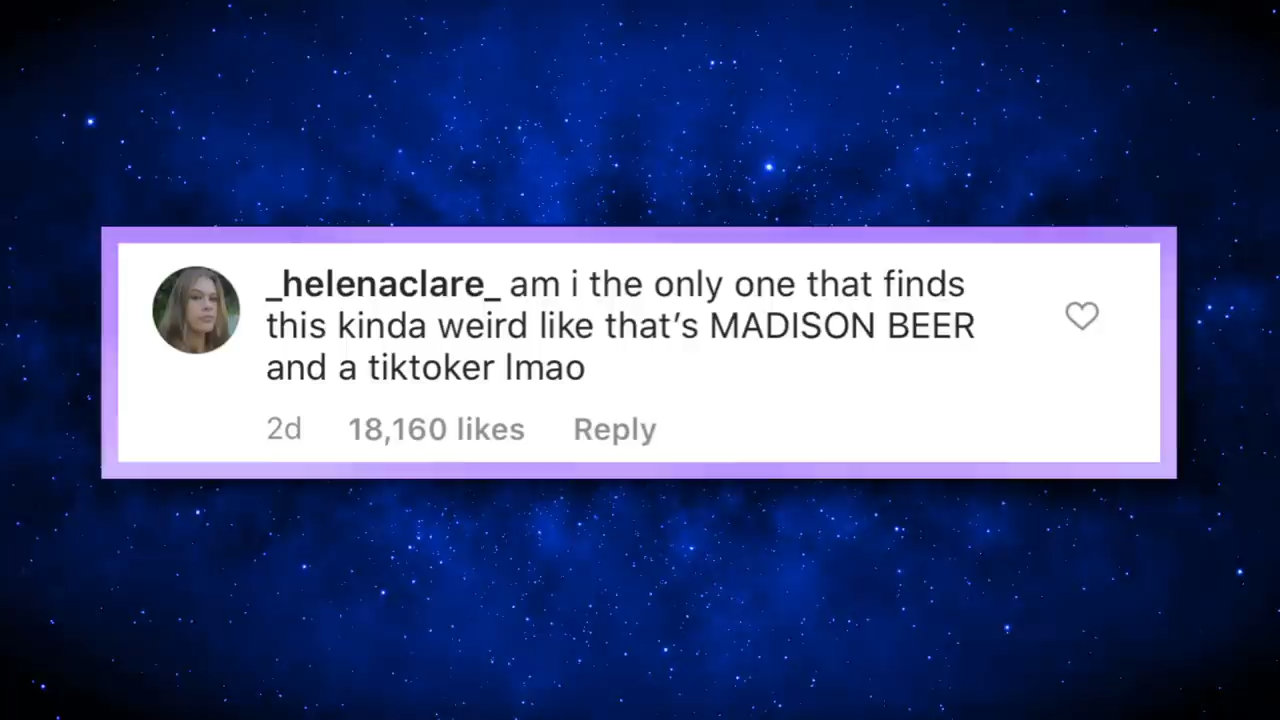 _helenaclare_ am i the only one that finds
this kinda weird like that’s MADISON BEER
and a tiktoker lmao
2d 18,160 likes Reply